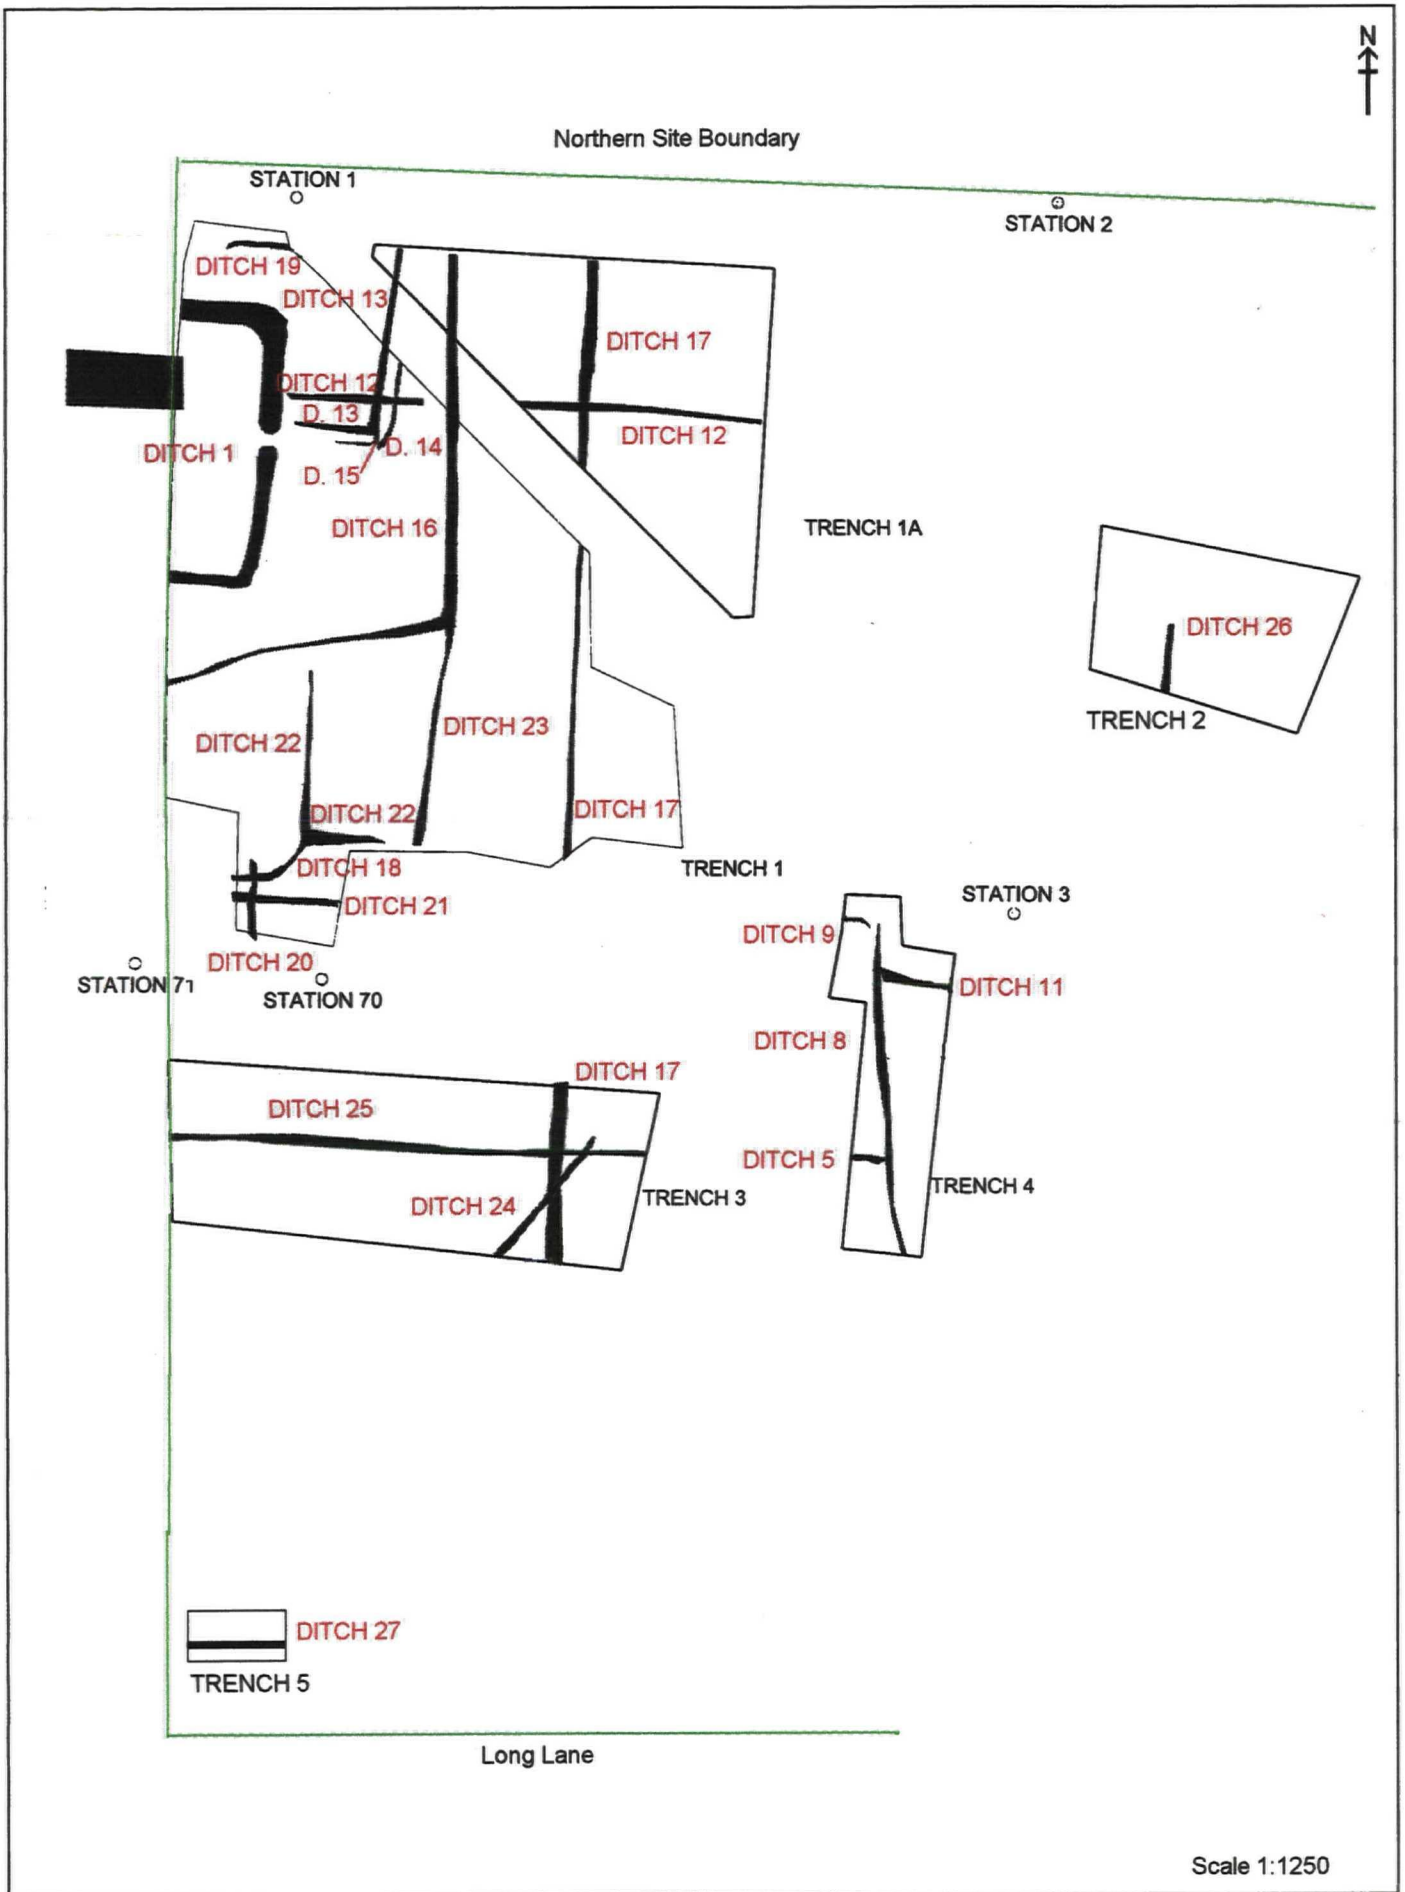 N
Northern Site Boundary
STATION 1
STATION 2
DITCH 19
DITCH 13
DITCH 17
DITCH 12
D. 13
DITCH 12
DITCH 1
D. 14
D. 15
DITCH 16
TRENCH 1A
DITCH 26
TRENCH 2
DITCH 22
DITCH 23
DITCH 22
DITCH 17
DITCH 18
TRENCH 1
DITCH 21
STATION 3
DITCH 9
DITCH 20
STATION 71
STATION 70
DITCH 11
DITCH 8
DITCH 17
DITCH 25
DITCH 5
TRENCH 4
TRENCH 3
DITCH 24
DITCH 27
TRENCH 5
Long Lane
Scale 1:1250